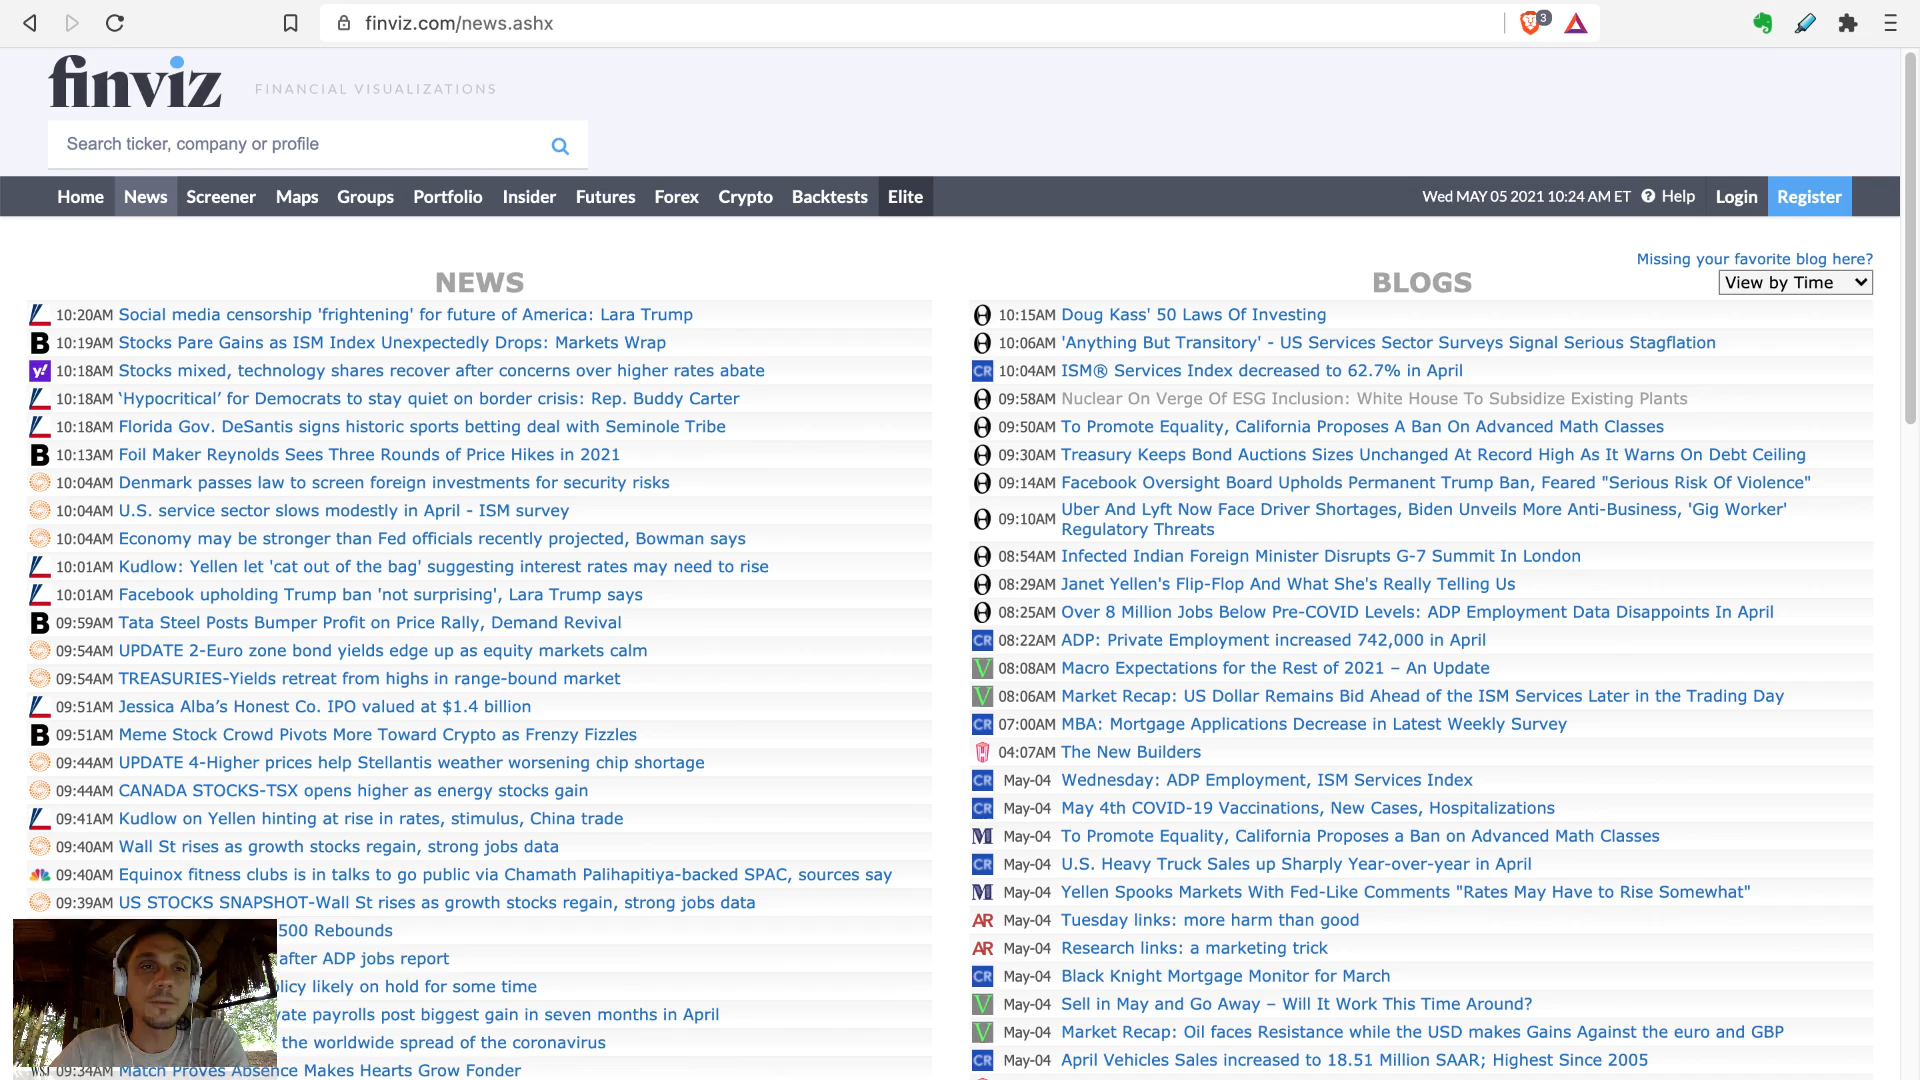 finviz.com/news.ashx
3
finviz FINANCIAL VISUALIZATIONS
Search ticker, company or profile
Home News Screener Maps Groups Portfolio Insider Futures Forex Crypto Backtests Elite Wed MAY 05 2021 10:24 AM ET Help Login Register
Missing your favorite blog here?
View by Time
NEWS
10:20AM Social media censorship 'frightening' for future of America: Lara Trump
B 10:19AM Stocks Pare Gains as ISM Index Unexpectedly Drops: Markets Wrap
y! 10:18AM Stocks mixed, technology shares recover after concerns over higher rates abate
10:18AM ‘Hypocritical’ for Democrats to stay quiet on border crisis: Rep. Buddy Carter
10:18AM Florida Gov. DeSantis signs historic sports betting deal with Seminole Tribe
B 10:13AM Foil Maker Reynolds Sees Three Rounds of Price Hikes in 2021
10:04AM Denmark passes law to screen foreign investments for security risks
10:04AM U.S. service sector slows modestly in April - ISM survey
10:04AM Economy may be stronger than Fed officials recently projected, Bowman says
10:01AM Kudlow: Yellen let 'cat out of the bag' suggesting interest rates may need to rise
10:01AM Facebook upholding Trump ban 'not surprising', Lara Trump says
B 09:59AM Tata Steel Posts Bumper Profit on Price Rally, Demand Revival
09:54AM UPDATE 2-Euro zone bond yields edge up as equity markets calm
09:54AM TREASURIES-Yields retreat from highs in range-bound market
09:51AM Jessica Alba’s Honest Co. IPO valued at $1.4 billion
B 09:51AM Meme Stock Crowd Pivots More Toward Crypto as Frenzy Fizzles
09:44AM UPDATE 4-Higher prices help Stellantis weather worsening chip shortage
09:44AM CANADA STOCKS-TSX opens higher as energy stocks gain
09:41AM Kudlow on Yellen hinting at rise in rates, stimulus, China trade
09:40AM Wall St rises as growth stocks regain, strong jobs data
09:40AM Equinox fitness clubs is in talks to go public via Chamath Palihapitiya-backed SPAC, sources say
09:39AM US STOCKS SNAPSHOT-Wall St rises as growth stocks regain, strong jobs data
500 Rebounds
after ADP jobs report
licy likely on hold for some time
vate payrolls post biggest gain in seven months in April
the worldwide spread of the coronavirus
09:34AM Match Proves Absence Makes Hearts Grow Fonder
BLOGS
10:15AM Doug Kass' 50 Laws Of Investing
10:06AM 'Anything But Transitory' - US Services Sector Surveys Signal Serious Stagflation
CR 10:04AM ISM® Services Index decreased to 62.7% in April
09:58AM Nuclear On Verge Of ESG Inclusion: White House To Subsidize Existing Plants
09:50AM To Promote Equality, California Proposes A Ban On Advanced Math Classes
09:30AM Treasury Keeps Bond Auctions Sizes Unchanged At Record High As It Warns On Debt Ceiling
09:14AM Facebook Oversight Board Upholds Permanent Trump Ban, Feared "Serious Risk Of Violence"
09:10AM Uber And Lyft Now Face Driver Shortages, Biden Unveils More Anti-Business, 'Gig Worker'
Regulatory Threats
08:54AM Infected Indian Foreign Minister Disrupts G-7 Summit In London
08:29AM Janet Yellen's Flip-Flop And What She's Really Telling Us
08:25AM Over 8 Million Jobs Below Pre-COVID Levels: ADP Employment Data Disappoints In April
CR 08:22AM ADP: Private Employment increased 742,000 in April
V 08:08AM Macro Expectations for the Rest of 2021 – An Update
V 08:06AM Market Recap: US Dollar Remains Bid Ahead of the ISM Services Later in the Trading Day
CR 07:00AM MBA: Mortgage Applications Decrease in Latest Weekly Survey
04:07AM The New Builders
CR May-04 Wednesday: ADP Employment, ISM Services Index
CR May-04 May 4th COVID-19 Vaccinations, New Cases, Hospitalizations
M May-04 To Promote Equality, California Proposes a Ban on Advanced Math Classes
CR May-04 U.S. Heavy Truck Sales up Sharply Year-over-year in April
M May-04 Yellen Spooks Markets With Fed-Like Comments "Rates May Have to Rise Somewhat"
AR May-04 Tuesday links: more harm than good
AR May-04 Research links: a marketing trick
CR May-04 Black Knight Mortgage Monitor for March
V May-04 Sell in May and Go Away – Will It Work This Time Around?
V May-04 Market Recap: Oil faces Resistance while the USD makes Gains Against the euro and GBP
CR May-04 April Vehicles Sales increased to 18.51 Million SAAR; Highest Since 2005